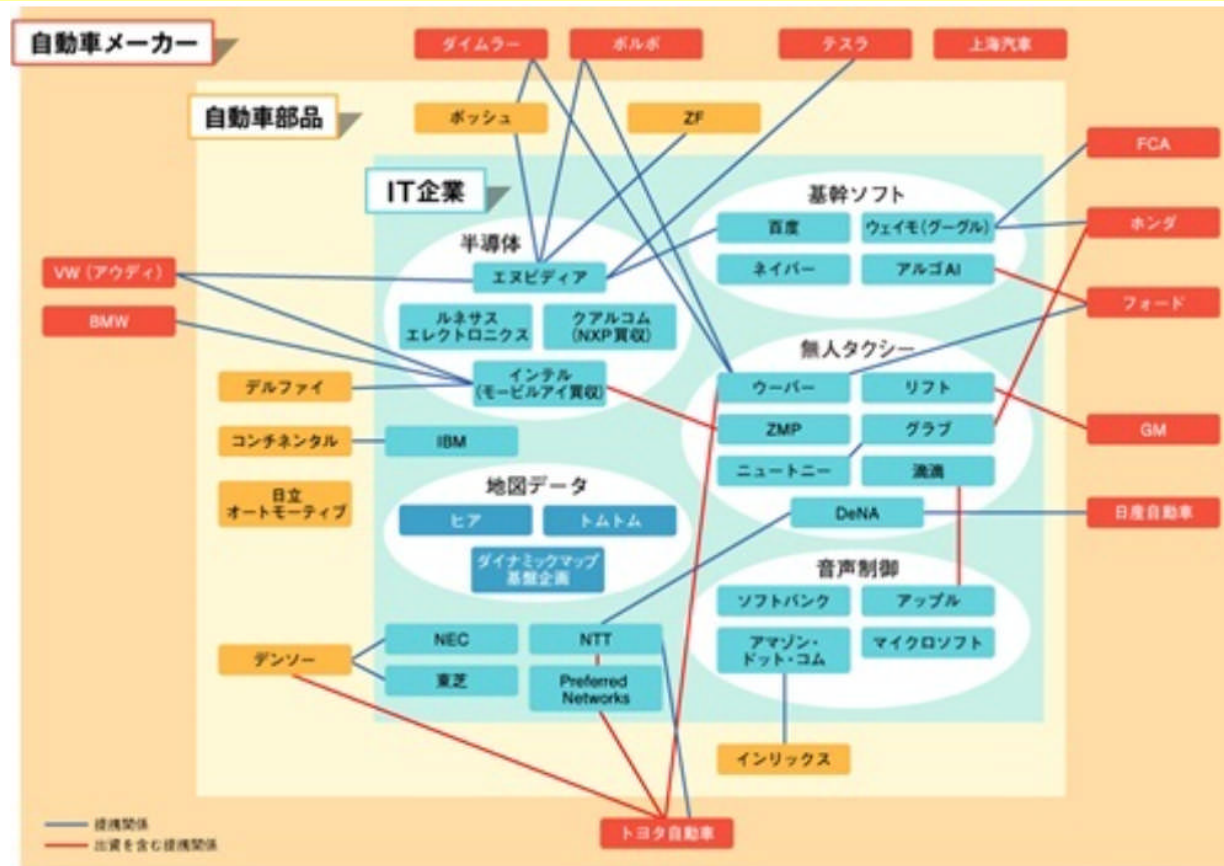 自動車メーカー
ダイムラー
ボルボ
テスラ
上海汽車
自動車部品
ボッシュ
ZF
FCA
IT企業
基幹ソフト
百度
ウェイモ(グーグル)
ホンダ
半導体
ネイバー
アルゴAI
VW(アウディ)
エヌビディア
フォード
BMW
ルネサス
エレクトロニクス
クアルコム
(NXP買収)
無人タクシー
デルファイ
インテル
(モービルアイ買収)
ウーバー
リフト
コンチネンタル
IBM
ZMP
グラブ
GM
ニュートニー
滴滴
日立
オートモーティブ
地図データ
ヒア
トムトム
DeNA
日産自動車
ダイナミックマップ
基盤企画
音声制御
ソフトバンク
アップル
デンソー
NEC
NTT
アマゾン・
ドット・コム
マイクロソフト
東芝
Preferred
Networks
インリックス
提携関係
出資を含む提携関係
トヨタ自動車